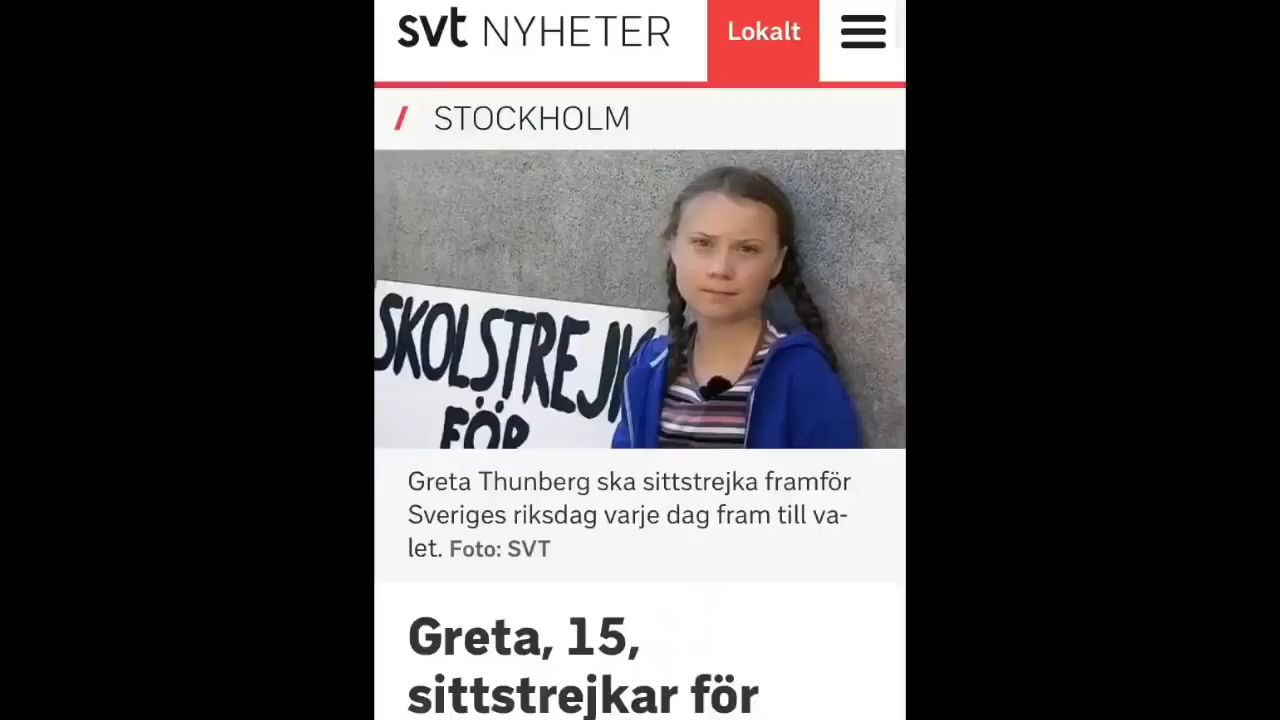 svt NYHETER Lokalt
/ STOCKHOLM
SKOLSTREJK
FÖR
Greta Thunberg ska sittstrejka framför
Sveriges riksdag varje dag fram till va-
let. Foto: SVT
Greta, 15,
sittstrejkar för